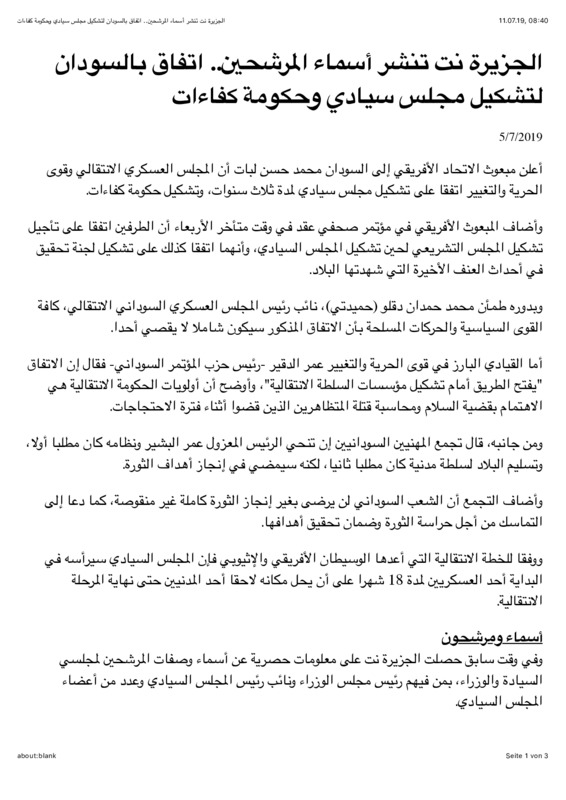 الجزيرة نت تنشر أسماء المرشحين.. اتفاق بالسودان لتشكيل مجلس سيادي وحكومة كفاءات
11.07.19, 08:40
الجزيرة نت تنشر أسماء المرشحين.. اتفاق بالسودان
لتشكيل مجلس سيادي وحكومة كفاءات
5/7/2019
أعلن مبعوث الاتحاد الأفريقي إلى السودان محمد حسن لبات أن المجلس العسكري الانتقالي وقوى
الحرية والتغيير اتفقا على تشكيل مجلس سيادي لمدة ثلاث سنوات، وتشكيل حكومة كفاءات.
وأضاف المبعوث الأفريقي في مؤتمر صحفي عقد في وقت متأخر الأربعاء أن الطرفين اتفقا على تأجيل
تشكيل المجلس التشريعي لحين تشكيل المجلس السيادي، وأنهما اتفقا كذلك على تشكيل لجنة تحقيق
في أحداث العنف الأخيرة التي شهدتها البلاد.
وبدوره طمأن محمد حمدان دقلو (حميدتي)، نائب رئيس المجلس العسكري السوداني الانتقالي، كافة
القوى السياسية والحركات المسلحة بأن الاتفاق المذكور سيكون شاملا لا يقصي أحدا.
أما القيادي البارز في قوى الحرية والتغيير عمر الدقير -رئيس حزب المؤتمر السوداني- فقال إن الاتفاق
"يفتح الطريق أمام تشكيل مؤسسات السلطة الانتقالية"، وأوضح أن أولويات الحكومة الانتقالية هي
الاهتمام بقضية السلام ومحاسبة قتلة المتظاهرين الذين قضوا أثناء فترة الاحتجاجات.
ومن جانبه، قال تجمع المهنيين السودانيين إن تنحي الرئيس المعزول عمر البشير ونظامه كان مطلبا أولا،
وتسليم البلاد لسلطة مدنية كان مطلبا ثانيا، لكنه سيمضي في إنجاز أهداف الثورة.
وأضاف التجمع أن الشعب السوداني لن يرضى بغير إنجاز الثورة كاملة غير منقوصة، كما دعا إلى
التماسك من أجل حراسة الثورة وضمان تحقيق أهدافها.
ووفقا للخطة الانتقالية التي أعدها الوسيطان الأفريقي والإثيوبي فإن المجلس السيادي سيرأسه في
البداية أحد العسكريين لمدة 18 شهرا على أن يحل مكانه لاحقا أحد المدنيين حتى نهاية المرحلة
الانتقالية.
أسماء ومرشحون
وفي وقت سابق حصلت الجزيرة نت على معلومات حصرية عن أسماء وصفات المرشحين لمجلسي
السيادة والوزراء، بمن فيهم رئيس مجلس الوزراء ونائب رئيس المجلس السيادي وعدد من أعضاء
المجلس السيادي.
about:blank
Seite 1 von 3